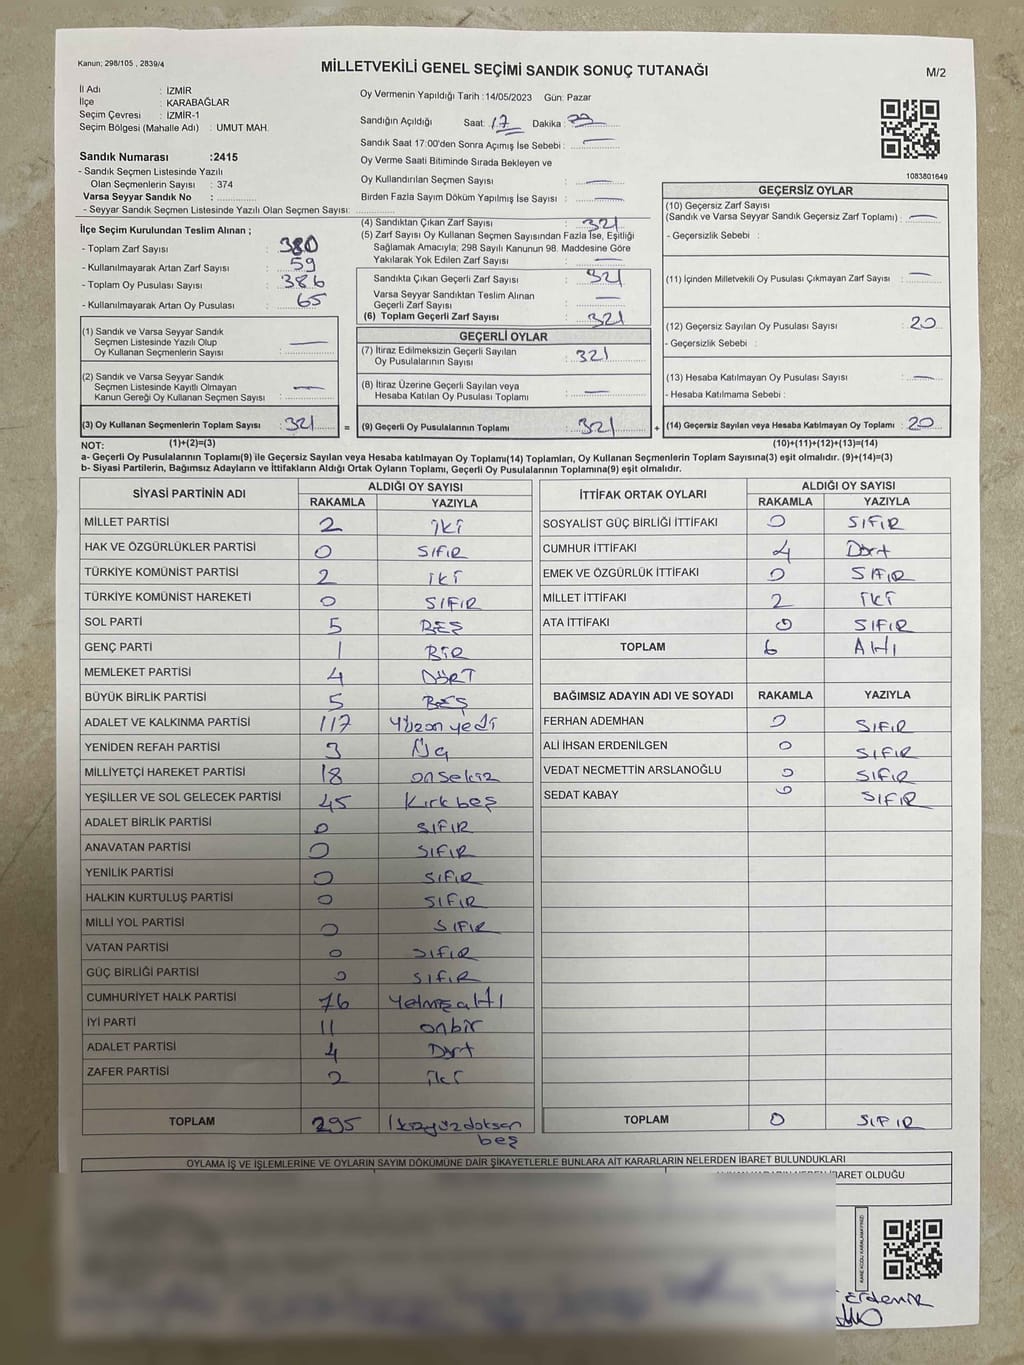 Kanun; 298/105 , 2839/4
MİLLETVEKİLİ GENEL SEÇİMİ SANDIK SONUÇ TUTANAĞI
M/2
İl Adı : İZMİR
İlçe : KARABAĞLAR
Seçim Çevresi : İZMİR-1
Seçim Bölgesi (Mahalle Adı) : UMUT MAH.
Sandık Numarası :2415
- Sandık Seçmen Listesinde Yazılı
Olan Seçmenlerin Sayısı : 374
Varsa Seyyar Sandık No :
- Seyyar Sandık Seçmen Listesinde Yazılı Olan Seçmen Sayısı:
İlçe Seçim Kurulundan Teslim Alınan ;
- Toplam Zarf Sayısı : 380
- Kullanılmayarak Artan Zarf Sayısı : 59
- Toplam Oy Pusulası Sayısı : 386
- Kullanılmayarak Artan Oy Pusulası : 65
(1) Sandık ve Varsa Seyyar Sandık
Seçmen Listesinde Yazılı Olup
Oy Kullanan Seçmenlerin Sayısı : —
(2) Sandık ve Varsa Seyyar Sandık
Seçmen Listesinde Kayıtlı Olmayan
Kanun Gereği Oy Kullanan Seçmen Sayısı : —
(3) Oy Kullanan Seçmenlerin Toplam Sayısı : 321
Oy Vermenin Yapıldığı Tarih : 14/05/2023 Gün: Pazar
Sandığın Açıldığı Saat: 17 Dakika:
Sandık Saat 17:00'den Sonra Açımış İse Sebebi : —
Oy Verme Saati Bitiminde Sırada Bekleyen ve
Oy Kullandırılan Seçmen Sayısı : —
Birden Fazla Sayım Döküm Yapılmış İse Sayısı : —
(4) Sandıktan Çıkan Zarf Sayısı : 321
(5) Zarf Sayısı Oy Kullanan Seçmen Sayısından Fazla İse, Eşitliği
Sağlamak Amacıyla; 298 Sayılı Kanunun 98. Maddesine Göre
Yakılarak Yok Edilen Zarf Sayısı : —
Sandıkta Çıkan Geçerli Zarf Sayısı : 321
Varsa Seyyar Sandıktan Teslim Alınan
Geçerli Zarf Sayısı : —
(6) Toplam Geçerli Zarf Sayısı : 321
GEÇERLİ OYLAR
(7) İtiraz Edilmeksizin Geçerli Sayılan
Oy Pusulalarının Sayısı : 321
(8) İtiraz Üzerine Geçerli Sayılan veya
Hesaba Katılan Oy Pusulası Toplamı : —
= (9) Geçerli Oy Pusulalarının Toplamı : 321
1083801649
GEÇERSİZ OYLAR
(10) Geçersiz Zarf Sayısı
(Sandık ve Varsa Seyyar Sandık Geçersiz Zarf Toplamı) : —
- Geçersizlik Sebebi :
(11) İçinden Milletvekili Oy Pusulası Çıkmayan Zarf Sayısı : —
(12) Geçersiz Sayılan Oy Pusulası Sayısı : 20
- Geçersizlik Sebebi :
(13) Hesaba Katılmayan Oy Pusulası Sayısı : —
- Hesaba Katılmama Sebebi :
+ (14) Geçersiz Sayılan veya Hesaba Katılmayan Oy Toplamı : 20
NOT: (1)+(2)=(3) (10)+(11)+(12)+(13)=(14)
a- Geçerli Oy Pusulasının Toplamı(9) ile Geçersiz Sayılan veya Hesaba katılmayan Oy Toplamı(14) Toplamları, Oy Kullanan Seçmenlerin Toplam Sayısına(3) eşit olmalıdır. (9)+(14)=(3)
b- Siyasi Partilerin, Bağımsız Adayların ve İttifakların Aldığı Ortak Oyların Toplamı, Geçerli Oy Pusulalarının Toplamına(9) eşit olmalıdır.
SİYASİ PARTİNİN ADI ALDIĞI OY SAYISI
RAKAMLA YAZIYLA
MİLLET PARTİSİ 2 iki
HAK VE ÖZGÜRLÜKLER PARTİSİ 0 SIFIR
TÜRKİYE KOMÜNİST PARTİSİ 2 iki
TÜRKİYE KOMÜNİST HAREKETİ 0 SIFIR
SOL PARTİ 5 BEŞ
GENÇ PARTİ 1 BİR
MEMLEKET PARTİSİ 4 DÖRT
BÜYÜK BİRLİK PARTİSİ 5 BEŞ
ADALET VE KALKINMA PARTİSİ 117 Yüzonyedi
YENİDEN REFAH PARTİSİ 3 Üç
MİLLİYETÇİ HAREKET PARTİSİ 18 onsekiz
YEŞİLLER VE SOL GELECEK PARTİSİ 45 Kırkbeş
ADALET BİRLİK PARTİSİ 0 SIFIR
ANAVATAN PARTİSİ 0 SIFIR
YENİLİK PARTİSİ 0 SIFIR
HALKIN KURTULUŞ PARTİSİ 0 SIFIR
MİLLİ YOL PARTİSİ 0 SIFIR
VATAN PARTİSİ 0 SIFIR
GÜÇ BİRLİĞİ PARTİSİ 0 SIFIR
CUMHURİYET HALK PARTİSİ 76 Yetmişaltı
İYİ PARTİ 11 onbir
ADALET PARTİSİ 4 Dört
ZAFER PARTİSİ 2 iki
TOPLAM 295 İkiyüzdoksan
beş
İTTİFAK ORTAK OYLARI ALDIĞI OY SAYISI
RAKAMLA YAZIYLA
SOSYALİST GÜÇ BİRLİĞİ İTTİFAKI 0 SIFIR
CUMHUR İTTİFAKI 4 Dört
EMEK VE ÖZGÜRLÜK İTTİFAKI 0 SIFIR
MİLLET İTTİFAKI 2 İKİ
ATA İTTİFAKI 0 SIFIR
TOPLAM 6 Altı
BAĞIMSIZ ADAYIN ADI VE SOYADI RAKAMLA YAZIYLA
FERHAN ADEMHAN 0 SIFIR
ALİ İHSAN ERDENİLGEN 0 SIFIR
VEDAT NECMETTİN ARSLANOĞLU 0 SIFIR
SEDAT KABAY 0 SIFIR
TOPLAM 0 SIFIR
OYLAMA İŞ VE İŞLEMLERİNE VE OYLARIN SAYIM DÖKÜMÜNE DAİR ŞİKAYETLERLE BUNLARA AİT KARARLARIN NELERDEN İBARET BULUNDUKLARI
İBARET OLDUĞU
KARE KODU KARALAMAYINIZ!